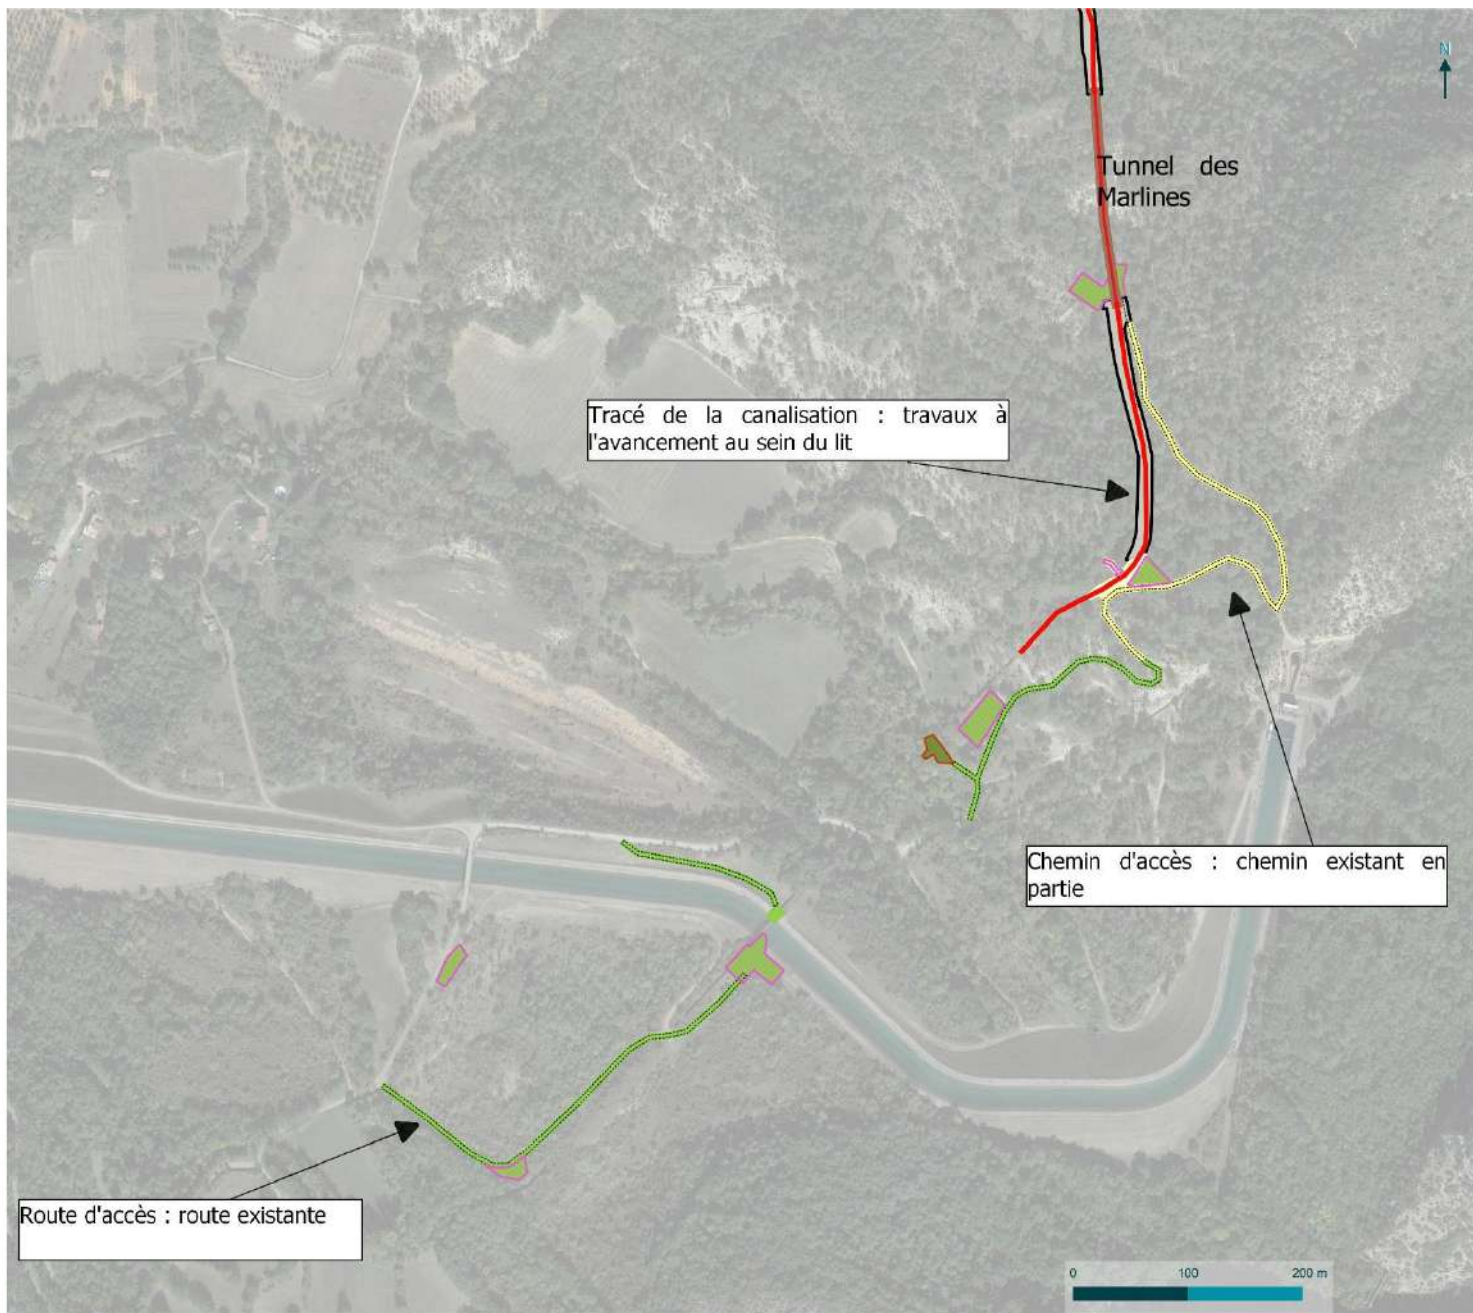 N
Tunnel des
Marlines
Tracé de la canalisation : travaux à
l'avancement au sein du lit
Chemin d'accès : chemin existant en
partie
Route d'accès : route existante
0 100 200 m